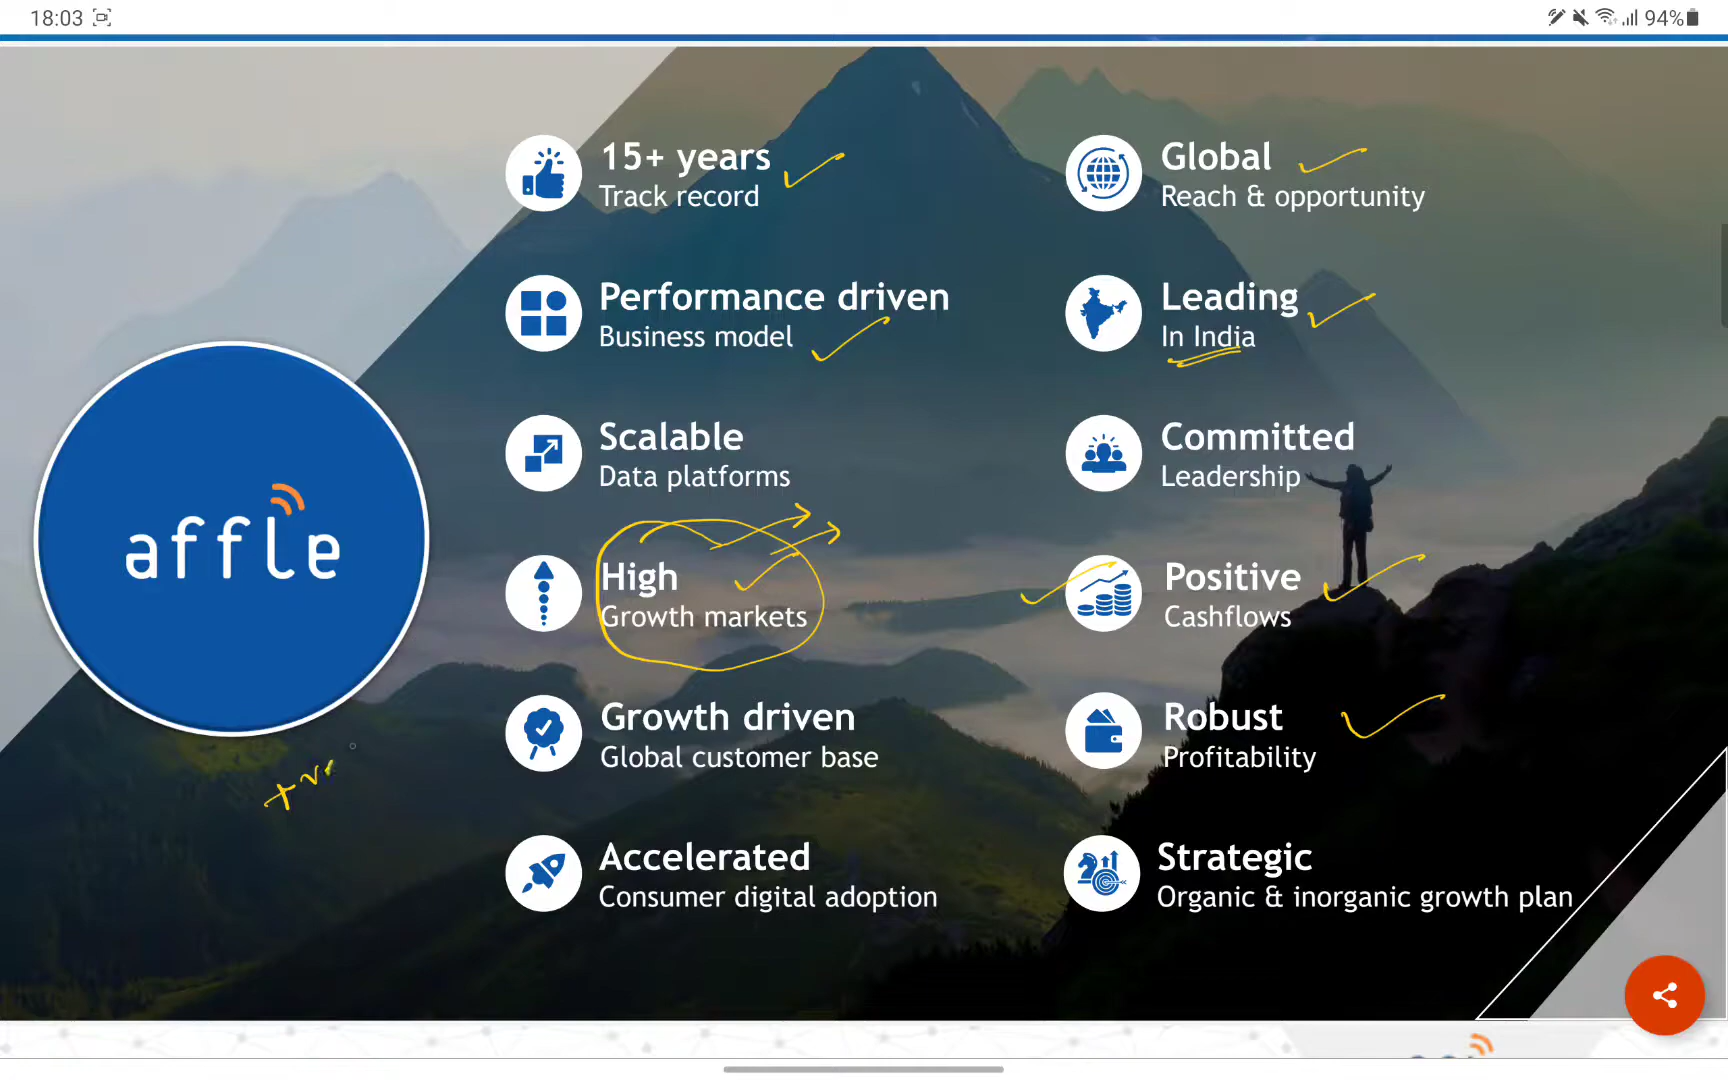 18:03
94%
affle
15+ years
Track record
Performance driven
Business model
Scalable
Data platforms
High
Growth markets
Growth driven
Global customer base
Accelerated
Consumer digital adoption
Global
Reach & opportunity
Leading
In India
Committed
Leadership
Positive
Cashflows
Robust
Profitability
Strategic
Organic & inorganic growth plan